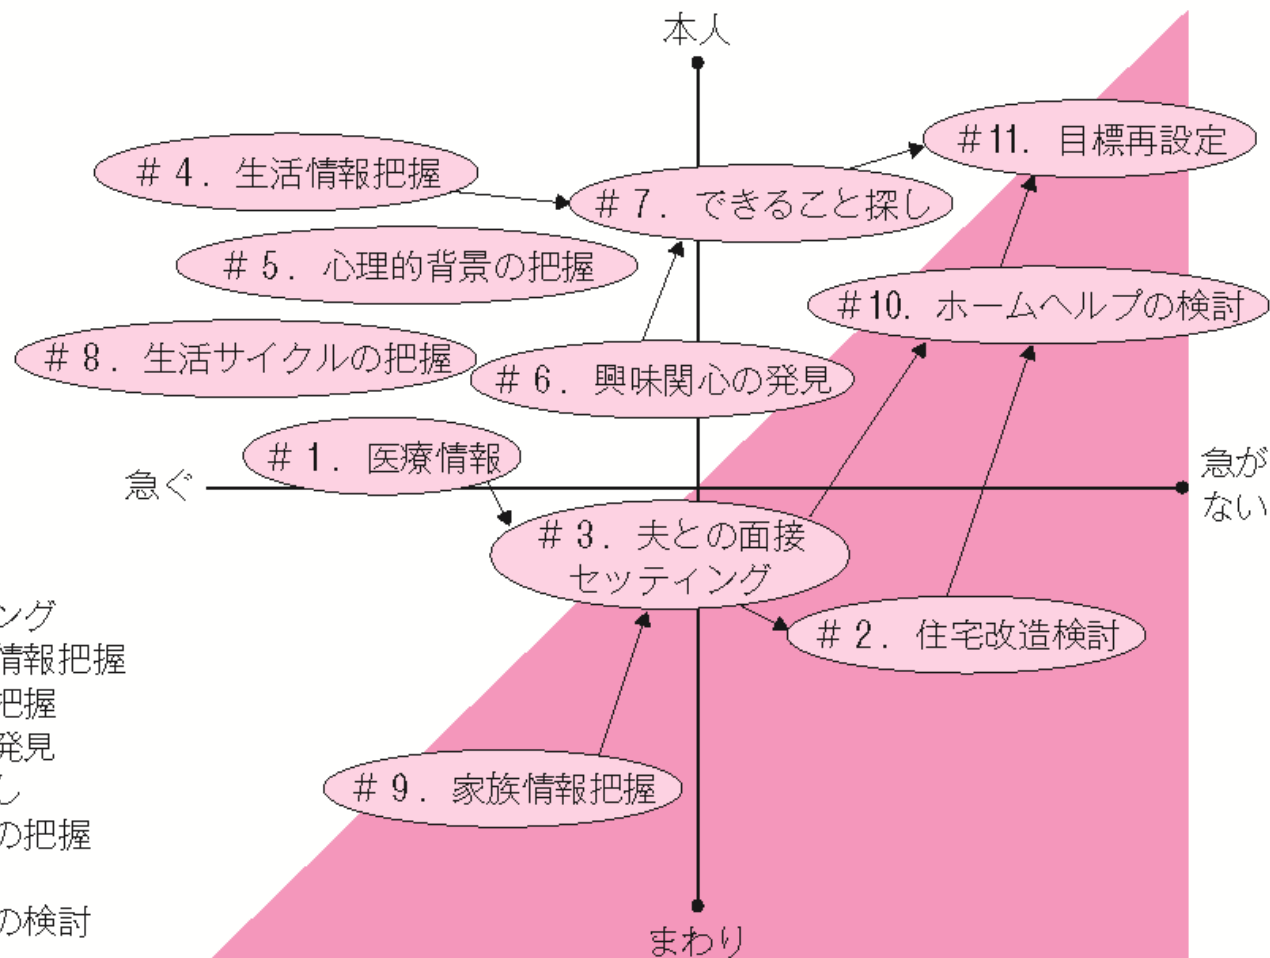 本人
#11. 目標再設定
# 4. 生活情報把握
# 7. できること探し
# 5. 心理的背景の把握
#10. ホームヘルプの検討
# 8. 生活サイクルの把握
# 6. 興味関心の発見
# 1. 医療情報
急ぐ
急が
ない
# 3. 夫との面接
セッティング
# 2. 住宅改造検討
# 9. 家族情報把握
まわり
ング
情報把握
把握
発見
し
の把握
の検討